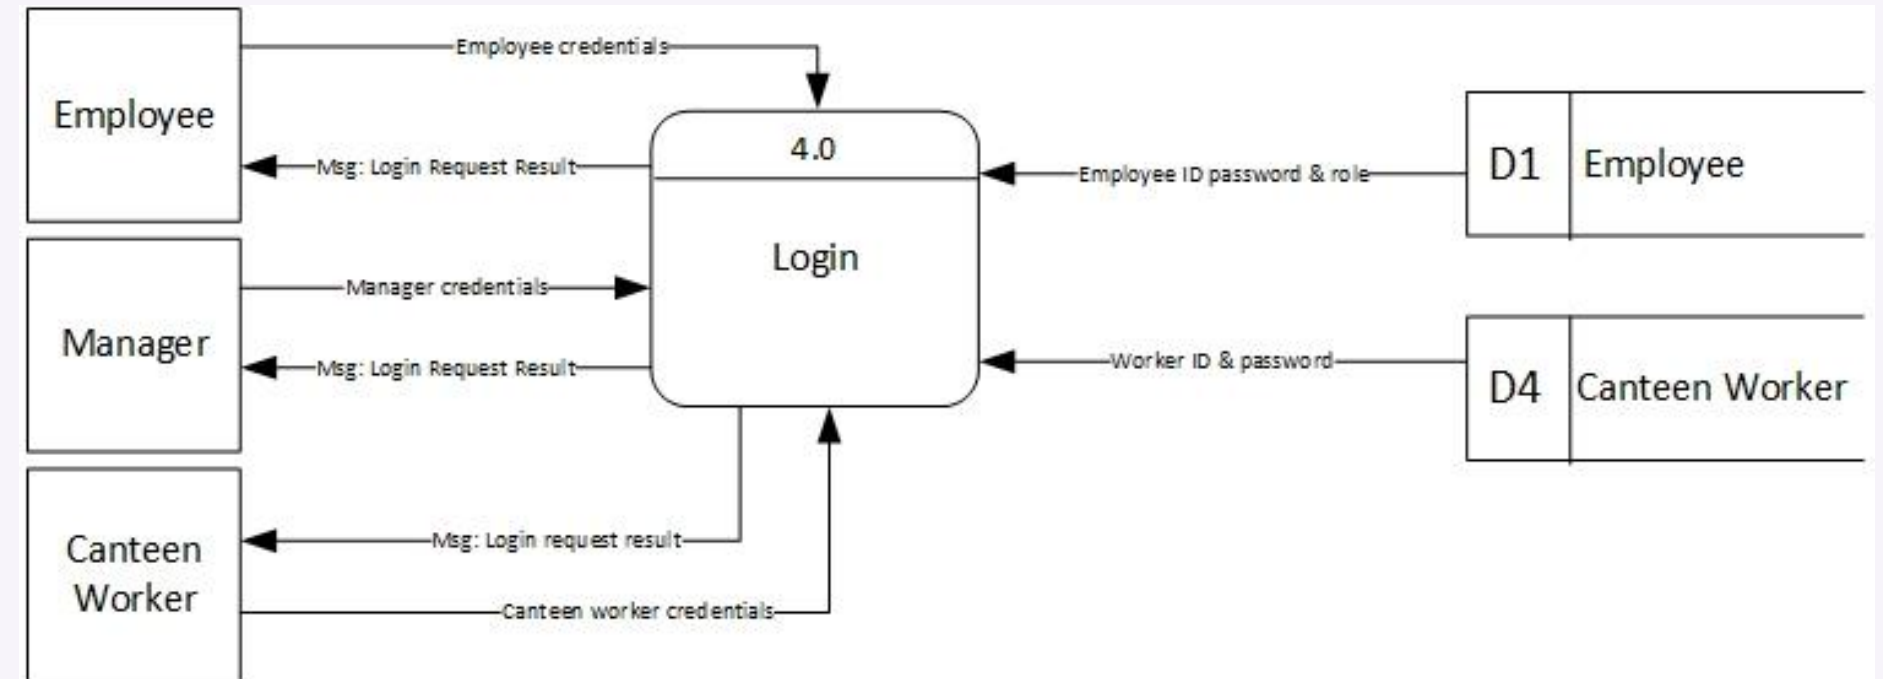 Employee credentials
Employee
4.0
Msg: Login Request Result
Employee ID password & role
D1
Employee
Login
Manager credentials
Manager
Msg: Login Request Result
Worker ID & password
D4
Canteen Worker
Canteen
Worker
Msg: Login request result
Canteen worker credentials